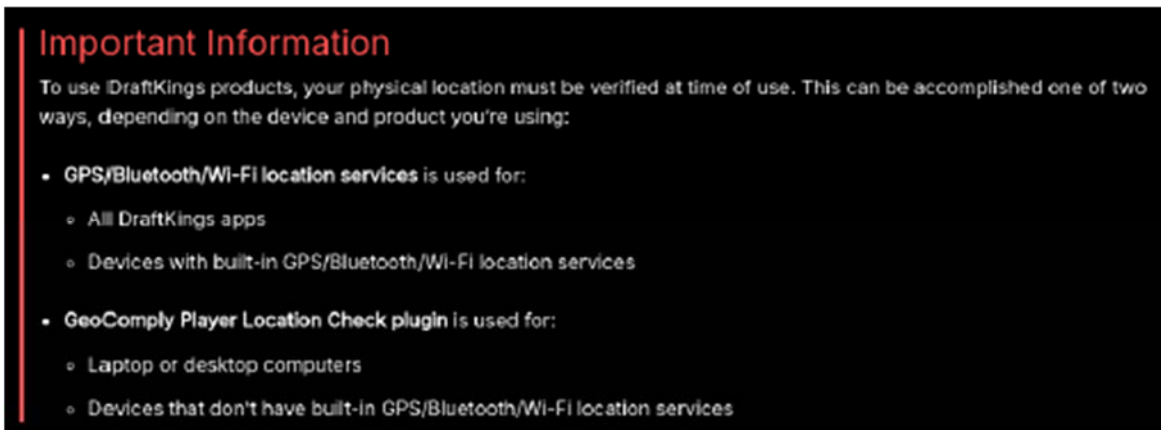 Important Information
To use DraftKings products, your physical location must be verified at time of use. This can be accomplished one of two
ways, depending on the device and product you're using:
• GPS/Bluetooth/Wi-Fi location services is used for:
◦ All DraftKings apps
◦ Devices with built-in GPS/Bluetooth/Wi-Fi location services
• GeoComply Player Location Check plugin is used for:
◦ Laptop or desktop computers
◦ Devices that don't have built-in GPS/Bluetooth/Wi-Fi location services